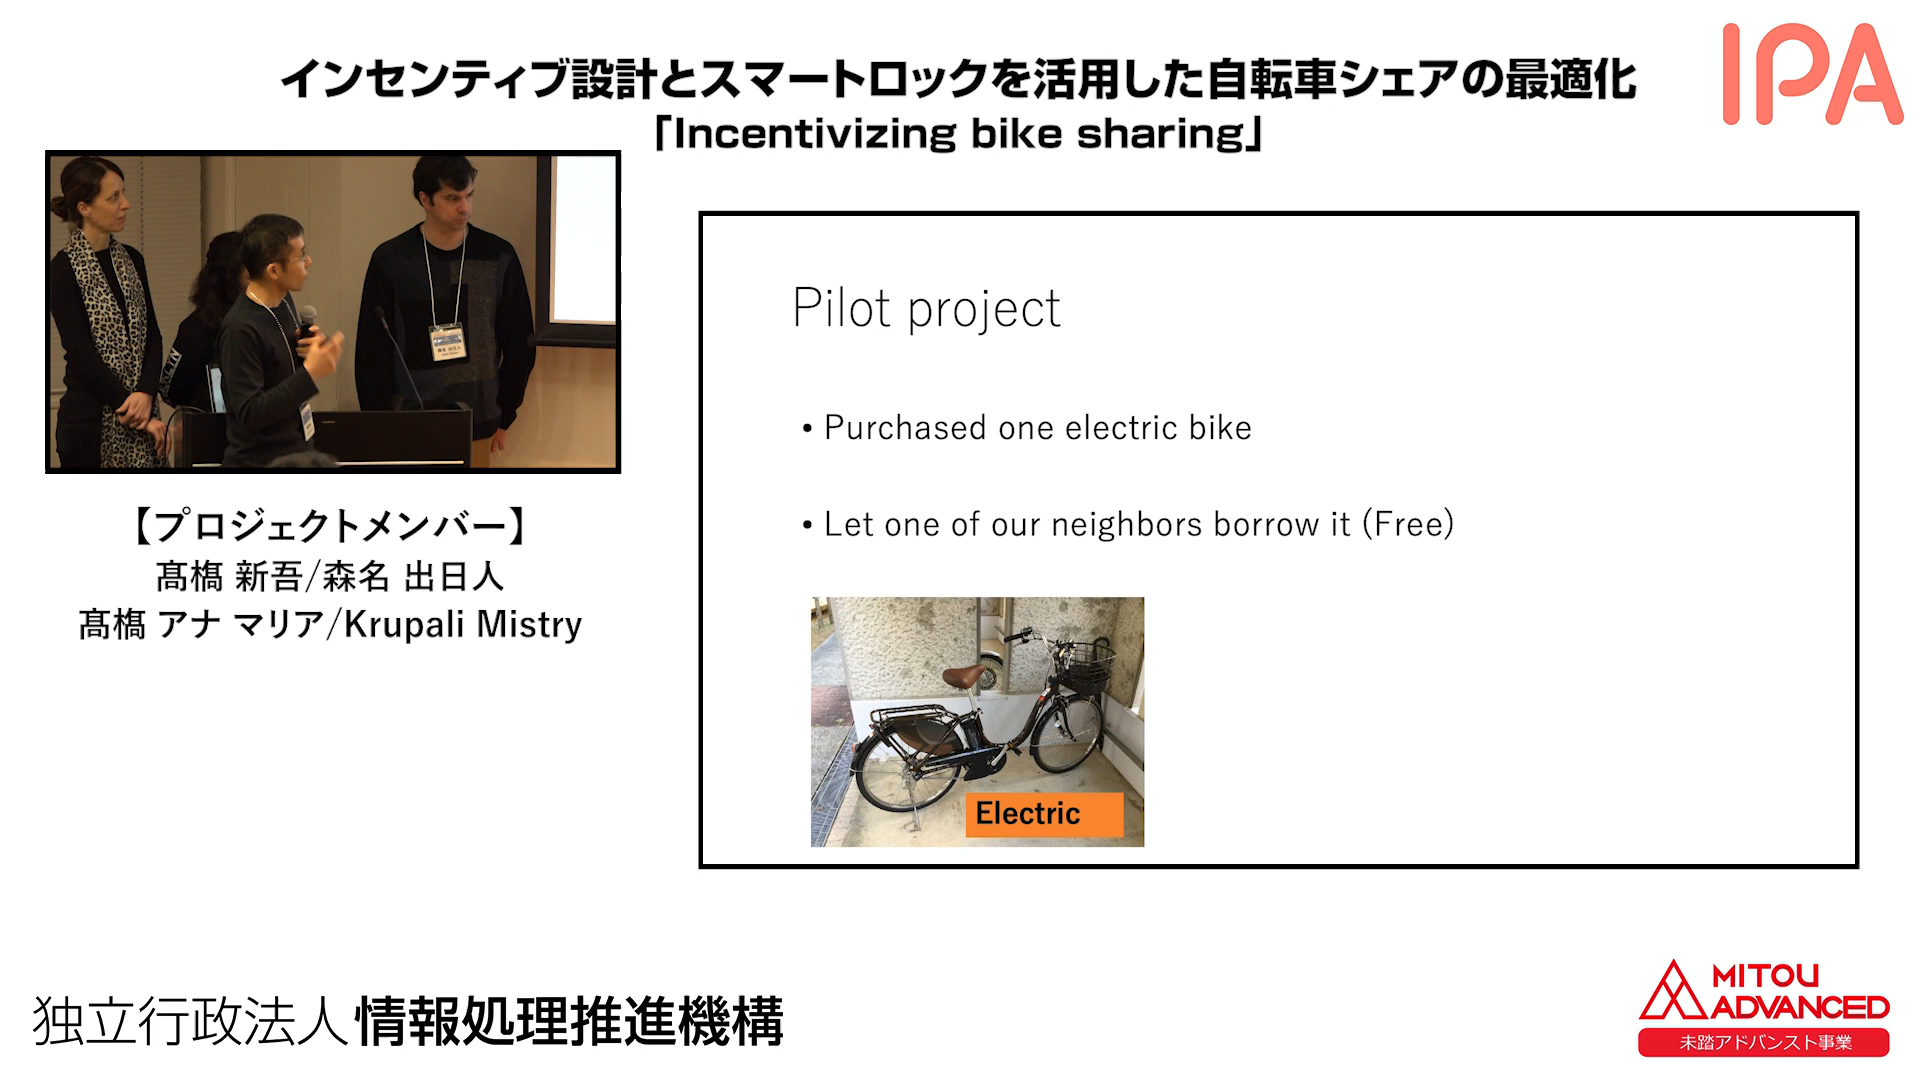 インセンティブ設計とスマートロックを活用した自転車シェアの最適化
「Incentivizing bike sharing」
IPA
【プロジェクトメンバー】
髙槗 新吾/森名 出日人
髙槗 アナ マリア/Krupali Mistry
Pilot project
• Purchased one electric bike
• Let one of our neighbors borrow it (Free)
Electric
独立行政法人情報処理推進機構
MITOU
ADVANCED
未踏アドバンスト事業